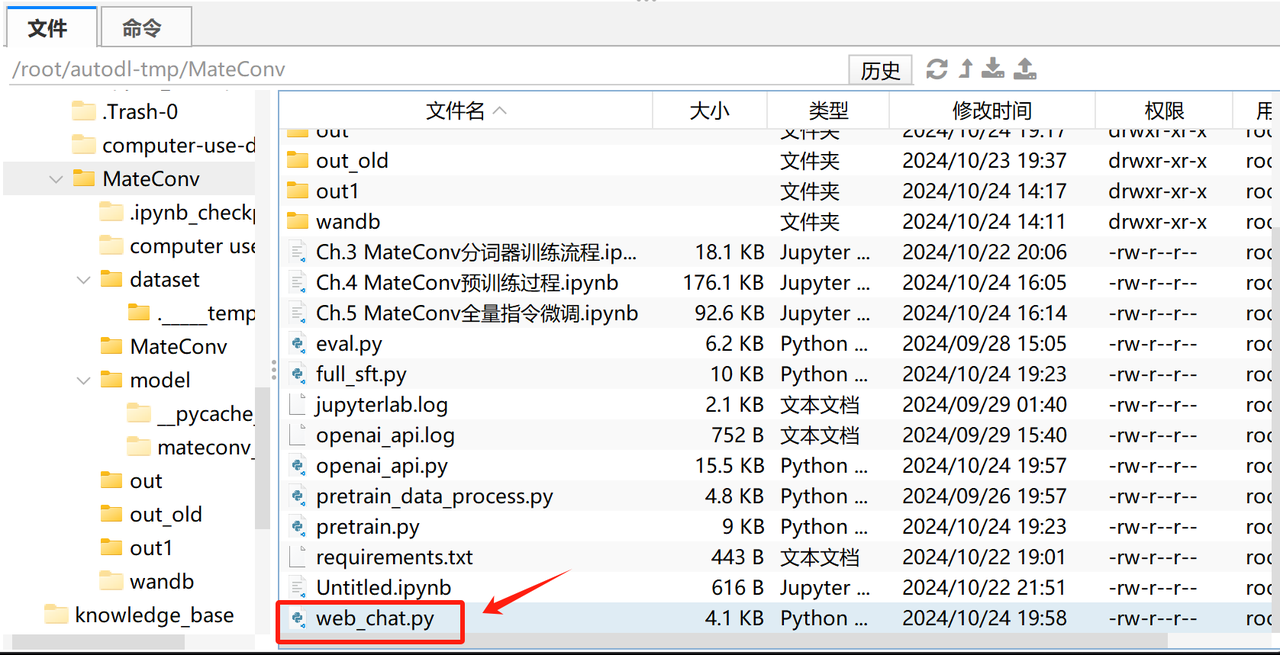 文件 命令
/root/autodl-tmp/MateConv 历史
.Trash-0
computer-use-d
MateConv
.ipynb_checkp
computer use
dataset
._____temp
MateConv
model
__pycache_
mateconv_
out
out_old
out1
wandb
knowledge_base
文件名 大小 类型 修改时间 权限 用
out 文件夹 2024/10/24 19:17 drwxr-xr-x roo
out_old 文件夹 2024/10/23 19:37 drwxr-xr-x roo
out1 文件夹 2024/10/24 14:17 drwxr-xr-x roo
wandb 文件夹 2024/10/24 14:11 drwxr-xr-x roo
Ch.3 MateConv分词器训练流程.ip... 18.1 KB Jupyter ... 2024/10/22 20:06 -rw-r--r-- roo
Ch.4 MateConv预训练过程.ipynb 176.1 KB Jupyter ... 2024/10/24 16:05 -rw-r--r-- roo
Ch.5 MateConv全量指令微调.ipynb 92.6 KB Jupyter ... 2024/10/24 16:14 -rw-r--r-- roo
eval.py 6.2 KB Python ... 2024/09/28 15:05 -rw-r--r-- roo
full_sft.py 10 KB Python ... 2024/10/24 19:23 -rw-r--r-- roo
jupyterlab.log 2.1 KB 文本文档 2024/09/29 01:40 -rw-r--r-- roo
openai_api.log 752 B 文本文档 2024/09/29 15:40 -rw-r--r-- roo
openai_api.py 15.5 KB Python ... 2024/10/24 19:57 -rw-r--r-- roo
pretrain_data_process.py 4.8 KB Python ... 2024/09/26 19:57 -rw-r--r-- roo
pretrain.py 9 KB Python ... 2024/10/24 19:23 -rw-r--r-- roo
requirements.txt 443 B 文本文档 2024/10/22 19:01 -rw-r--r-- roo
Untitled.ipynb 616 B Jupyter ... 2024/10/22 21:51 -rw-r--r-- roo
web_chat.py 4.1 KB Python ... 2024/10/24 19:58 -rw-r--r-- roo